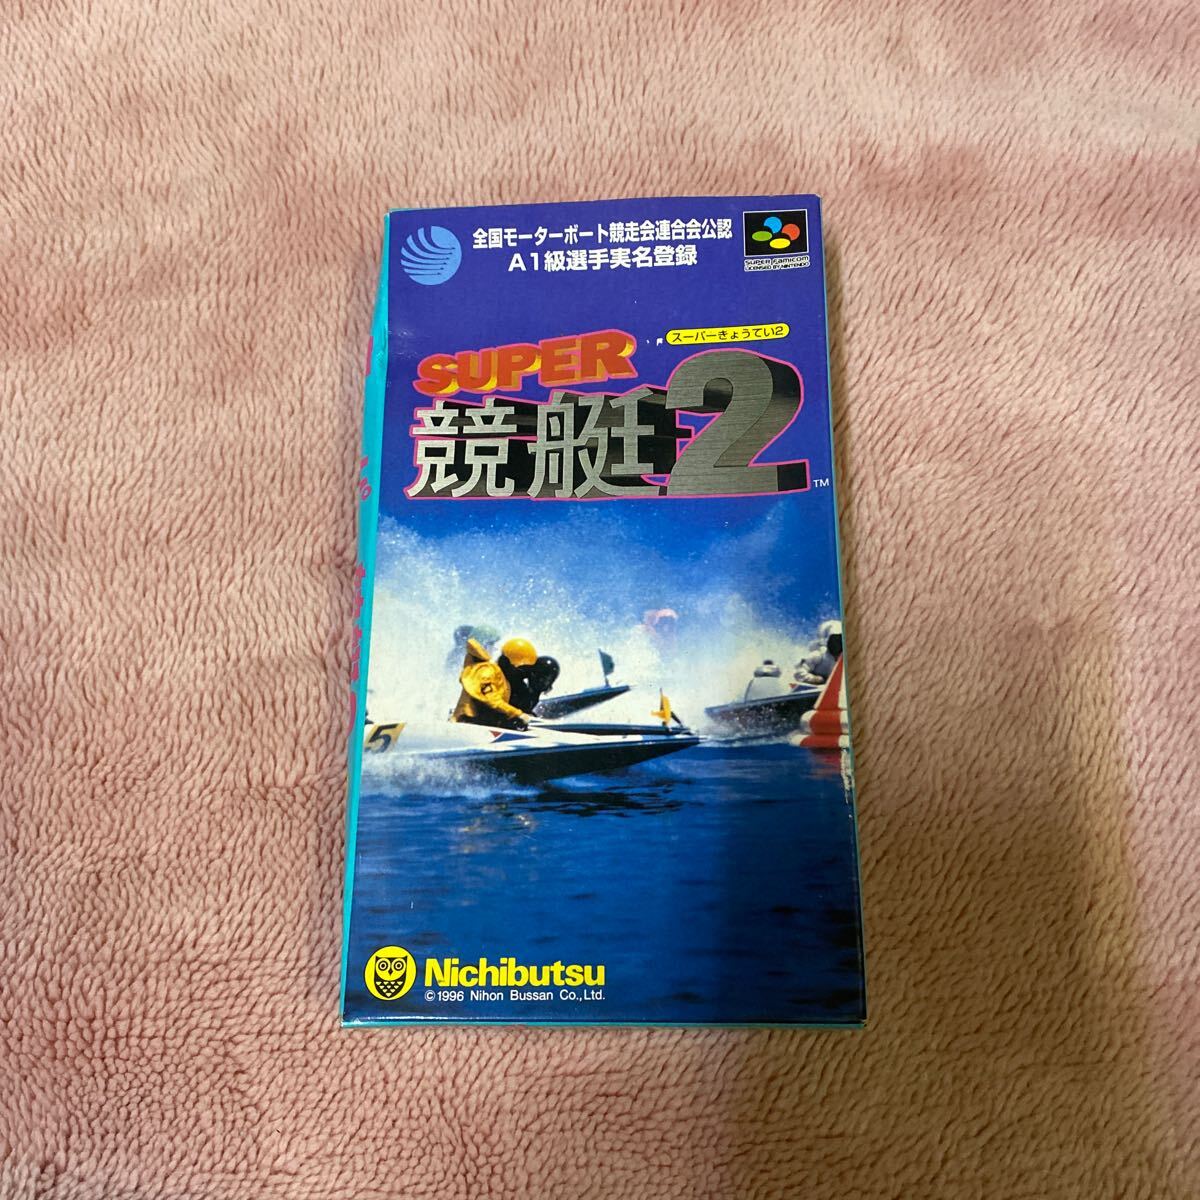 全国モーターボート競走会連合会公認
A1級選手実名登録
SUPER FAMICOM
LICENSED BY NINTENDO
スーパーきょうてい2
SUPER
競艇2
TM
5
Nichibutsu
©1996 Nihon Bussan Co.,Ltd.